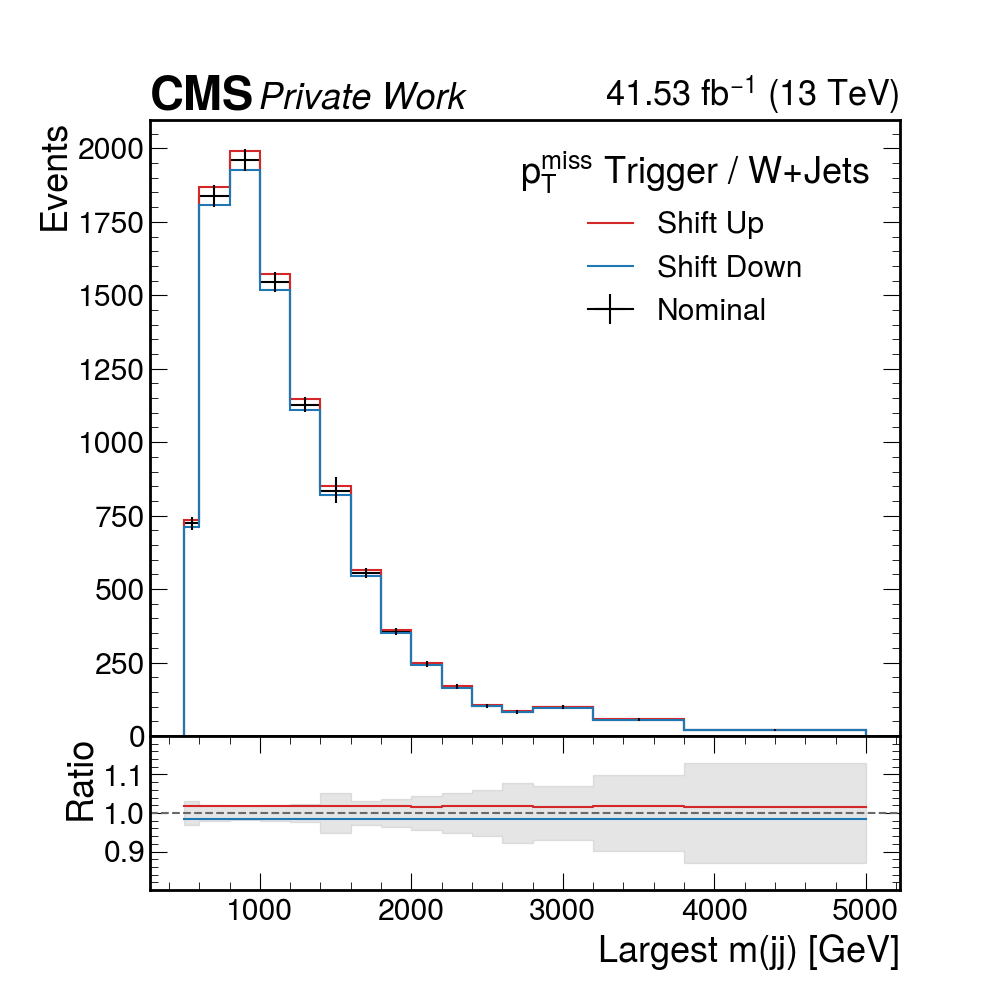 CMS Private Work 41.53 fb⁻¹ (13 TeV)
Events
2000
1750
1500
1250
1000
750
500
250
0
p_T^miss Trigger / W+Jets
Shift Up
Shift Down
Nominal
Ratio
1.1
1.0
0.9
1000 2000 3000 4000 5000
Largest m(jj) [GeV]